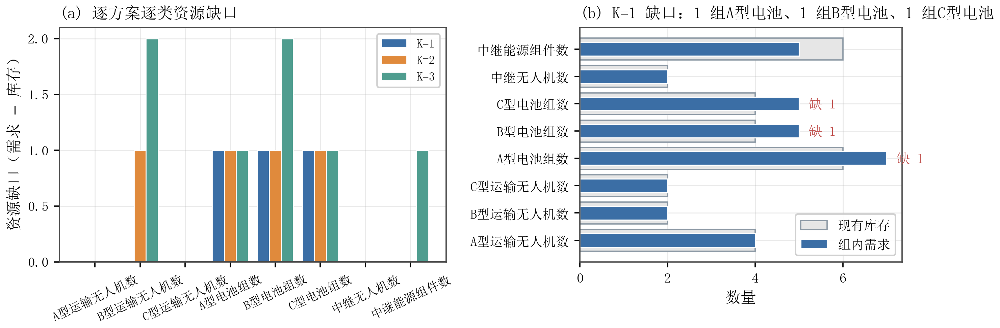 (a) 逐方案逐类资源缺口
资源缺口（需求 − 库存）
2.0
1.5
1.0
0.5
0.0
K=1
K=2
K=3
A型运输无人机数
B型运输无人机数
C型运输无人机数
A型电池组数
B型电池组数
C型电池组数
中继无人机数
中继能源组件数
(b) K=1 缺口：1 组A型电池、1 组B型电池、1 组C型电池
中继能源组件数
中继无人机数
C型电池组数
缺 1
B型电池组数
缺 1
A型电池组数
缺 1
C型运输无人机数
B型运输无人机数
A型运输无人机数
现有库存
组内需求
0
2
4
6
数量